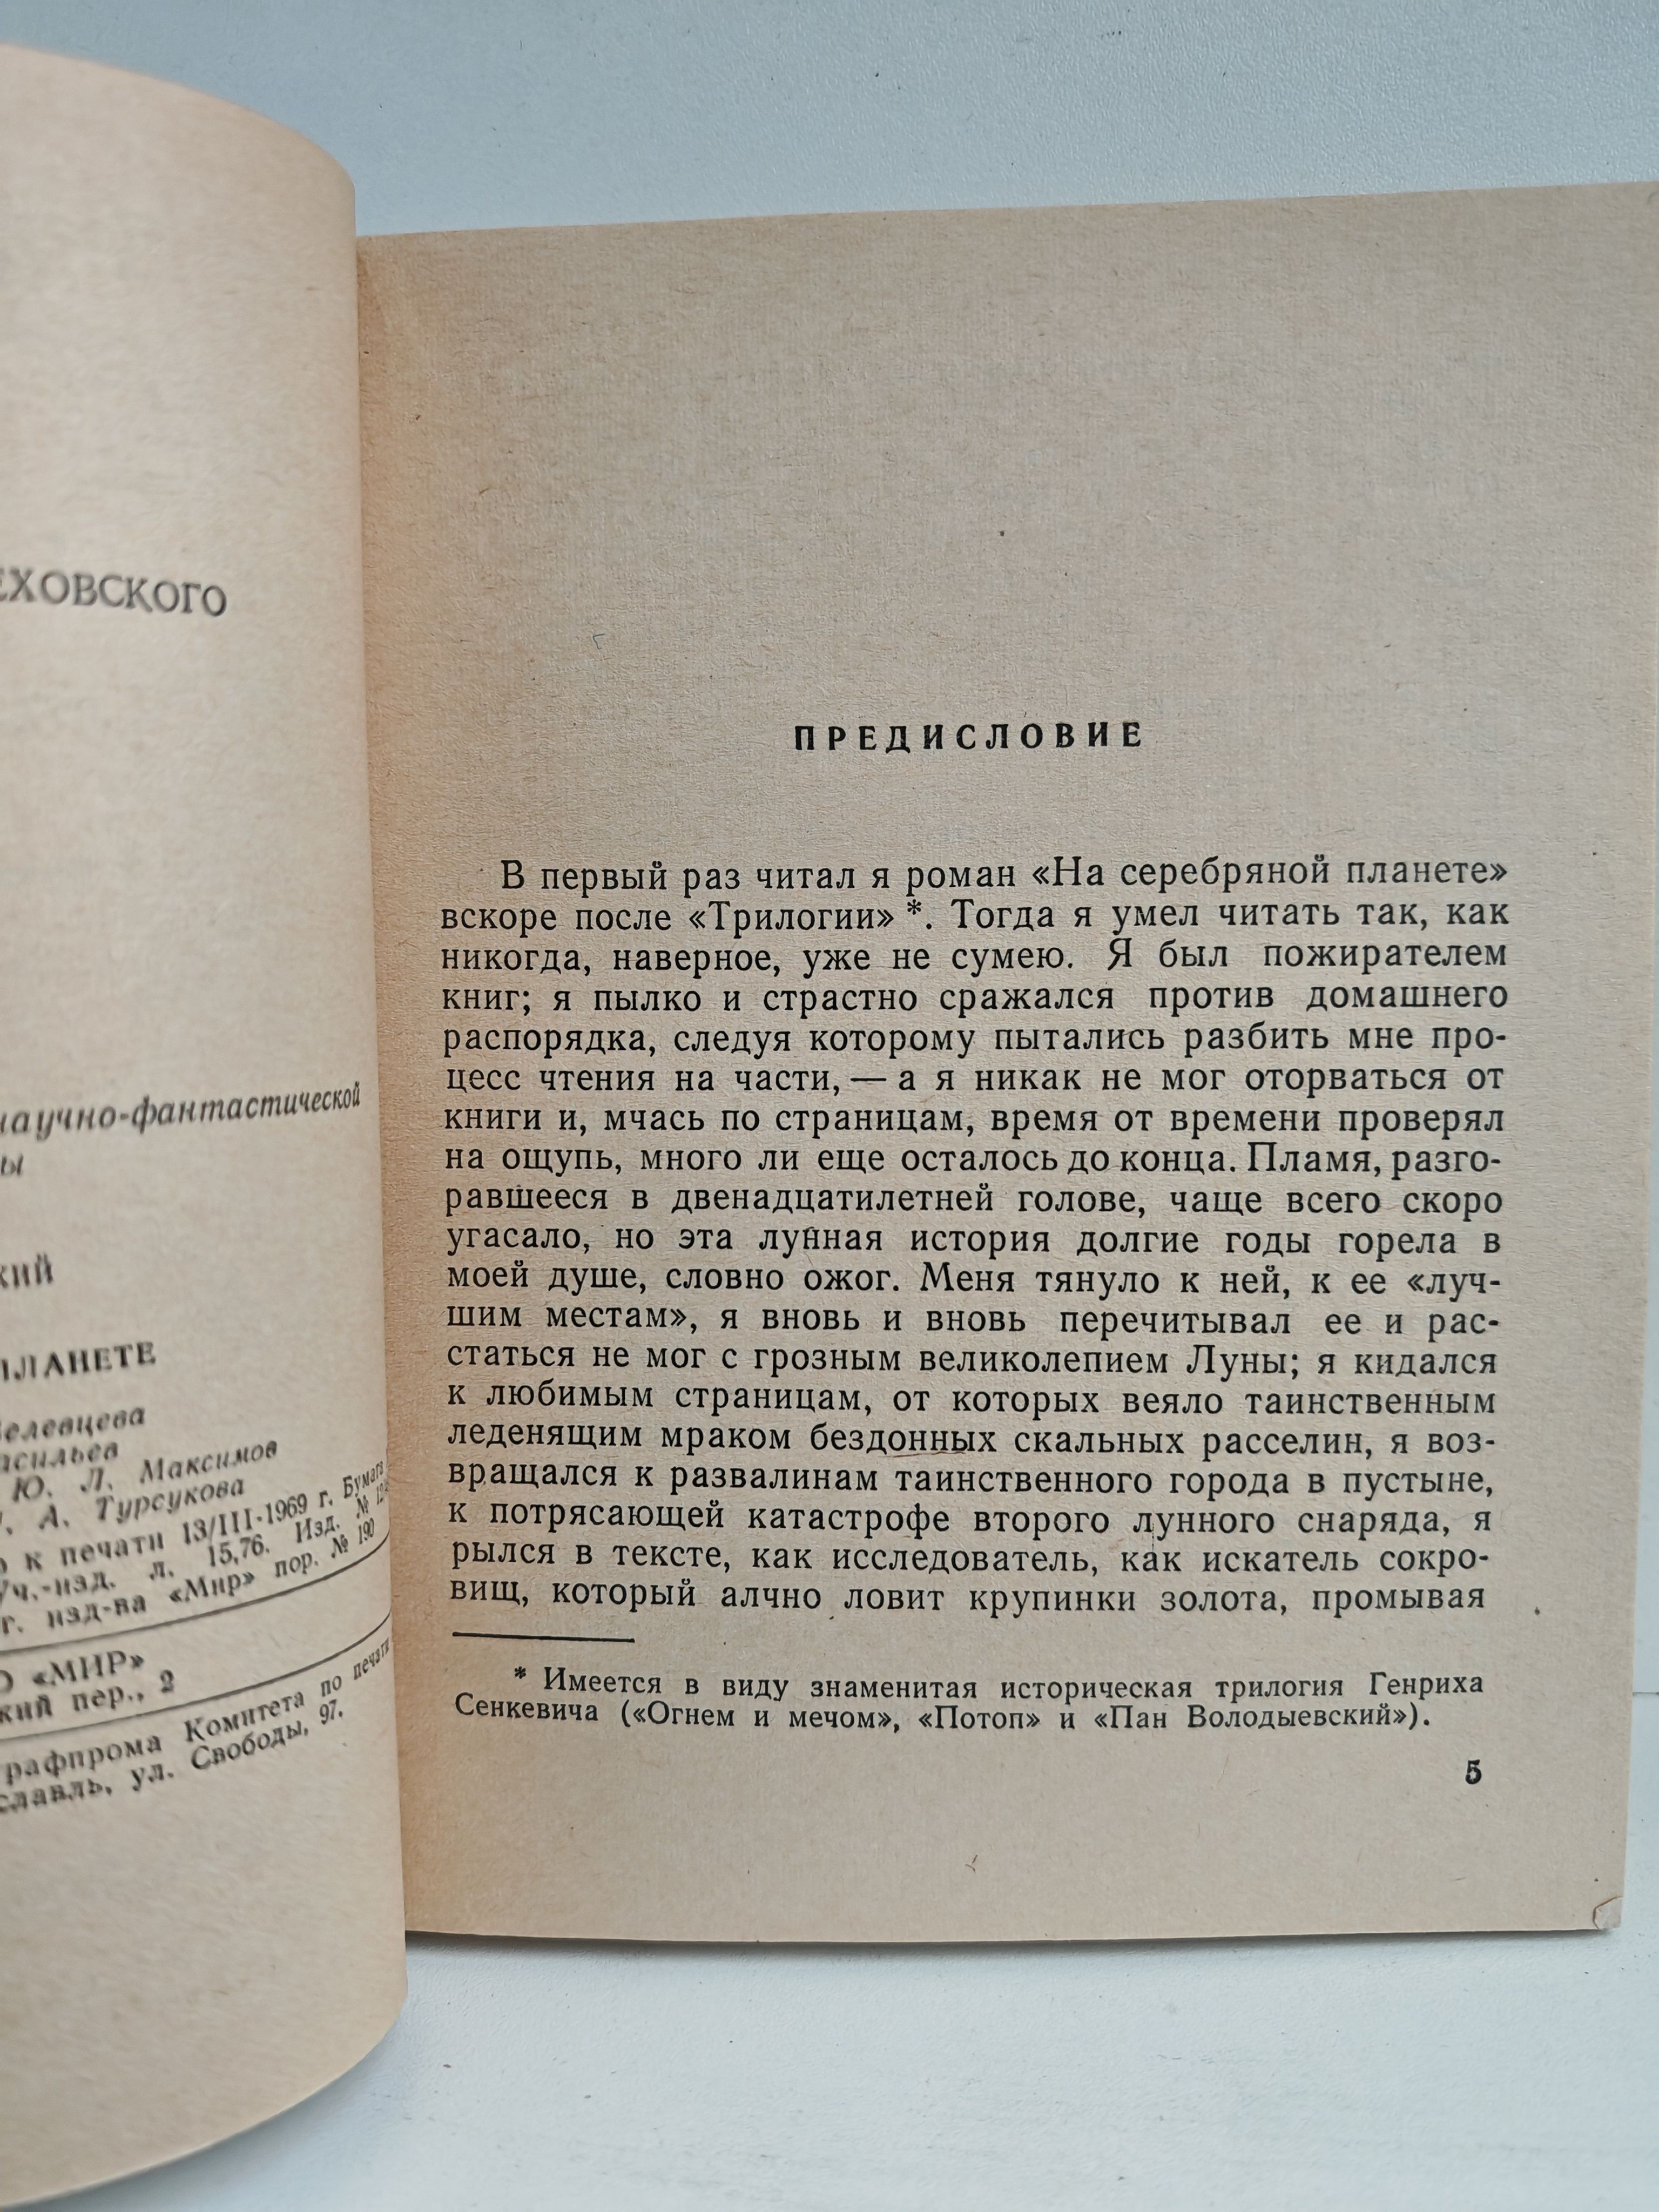 научно-фантастической
ПЛАНЕТЕ
Ю. Л. Максимов
А. Турсукова
к печати 13/III-1969 г. Бумага
Уч.-изд. л. 15,76. Изд. №
изд-ва «Мир» пор. № 190
«МИР»
пер., 2
Комитета по печати
ул. Свободы, 97.
ПРЕДИСЛОВИЕ
В первый раз читал я роман «На серебряной планете»
вскоре после «Трилогии» *. Тогда я умел читать так, как
никогда, наверное, уже не сумею. Я был пожирателем
книг; я пылко и страстно сражался против домашнего
распорядка, следуя которому пытались разбить мне про-
цесс чтения на части, — а я никак не мог оторваться от
книги и, мчась по страницам, время от времени проверял
на ощупь, много ли еще осталось до конца. Пламя, разго-
равшееся в двенадцатилетней голове, чаще всего скоро
угасало, но эта лунная история долгие годы горела в
моей душе, словно ожог. Меня тянуло к ней, к ее «луч-
шим местам», я вновь и вновь перечитывал ее и рас-
статься не мог с грозным великолепием Луны; я кидался
к любимым страницам, от которых веяло таинственным
леденящим мраком бездонных скальных расселин, я воз-
вращался к развалинам таинственного города в пустыне,
к потрясающей катастрофе второго лунного снаряда, я
рылся в тексте, как исследователь, как искатель сокро-
вищ, который алчно ловит крупинки золота, промывая
* Имеется в виду знаменитая историческая трилогия Генриха
Сенкевича («Огнем и мечом», «Потоп» и «Пан Володыевский»).
5